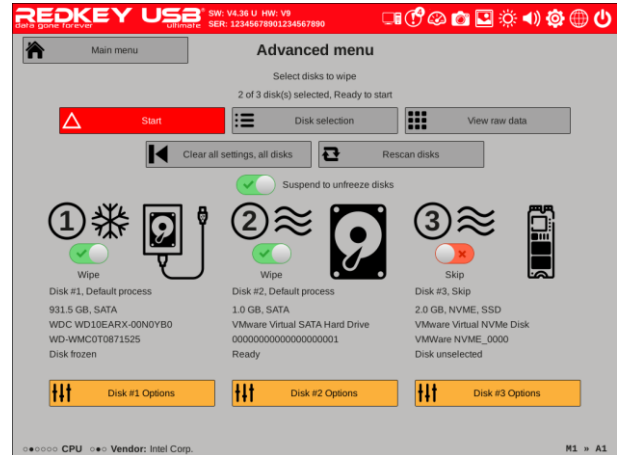 REDKEY USB®
data gone forever
ultimate
SW: V4.36 U HW: V9
SER: 12345678901234567890
Main menu
Advanced menu
Select disks to wipe
2 of 3 disk(s) selected, Ready to start
Start
Disk selection
View raw data
Clear all settings, all disks
Rescan disks
Suspend to unfreeze disks
1
2
3
Wipe
Wipe
Skip
Disk #1, Default process
Disk #2, Default process
Disk #3, Skip
931.5 GB, SATA
1.0 GB, SATA
2.0 GB, NVME, SSD
WDC WD10EARX-00N0YB0
VMware Virtual SATA Hard Drive
VMware Virtual NVMe Disk
WD-WMC0T0871525
00000000000000000001
VMWare NVME_0000
Disk frozen
Ready
Disk unselected
Disk #1 Options
Disk #2 Options
Disk #3 Options
CPU Vendor: Intel Corp.
M1 » A1